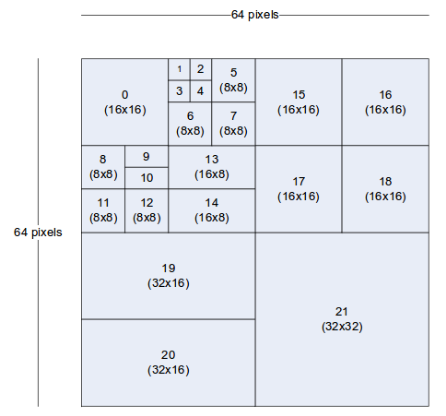 64 pixels
0
(16x16)
1 2
3 4
5
(8x8)
6
(8x8)
7
(8x8)
15
(16x16)
16
(16x16)
8
(8x8)
9
10
13
(16x8)
11
(8x8)
12
(8x8)
14
(16x8)
17
(16x16)
18
(16x16)
64 pixels
19
(32x16)
20
(32x16)
21
(32x32)